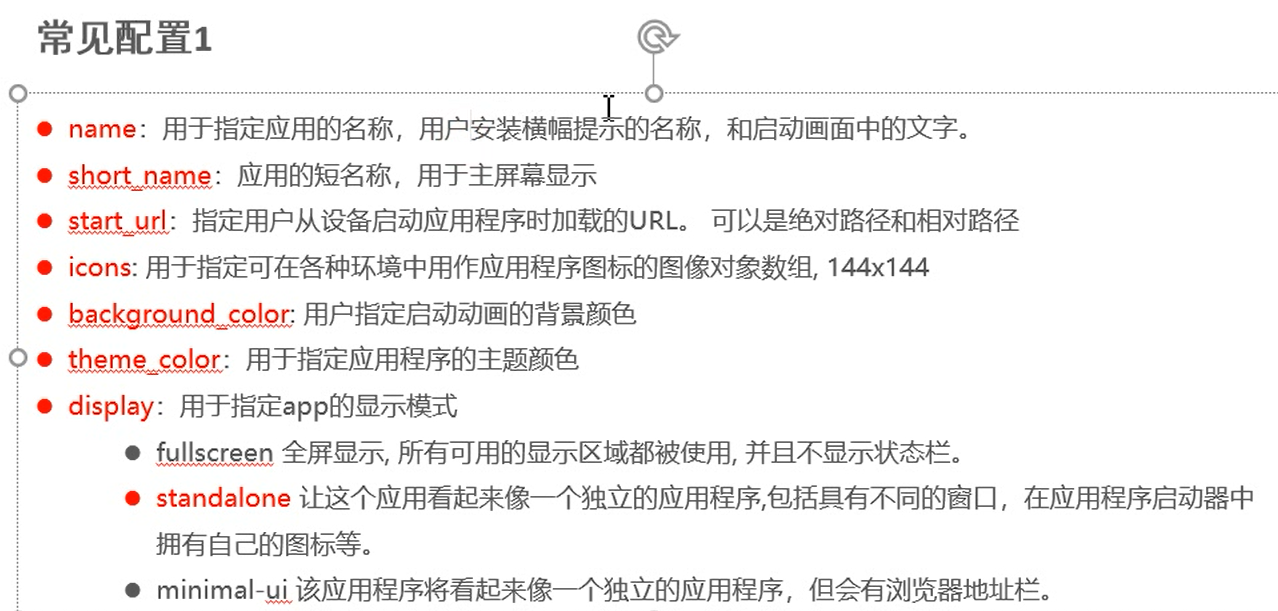 常见配置1
name：用于指定应用的名称，用户安装横幅提示的名称，和启动画面中的文字。
short_name：应用的短名称，用于主屏幕显示
start_url：指定用户从设备启动应用程序时加载的URL。 可以是绝对路径和相对路径
icons: 用于指定可在各种环境中用作应用程序图标的图像对象数组, 144x144
background_color: 用户指定启动动画的背景颜色
theme_color：用于指定应用程序的主题颜色
display：用于指定app的显示模式
fullscreen 全屏显示, 所有可用的显示区域都被使用, 并且不显示状态栏。
standalone 让这个应用看起来像一个独立的应用程序,包括具有不同的窗口，在应用程序启动器中
拥有自己的图标等。
minimal-ui 该应用程序将看起来像一个独立的应用程序，但会有浏览器地址栏。